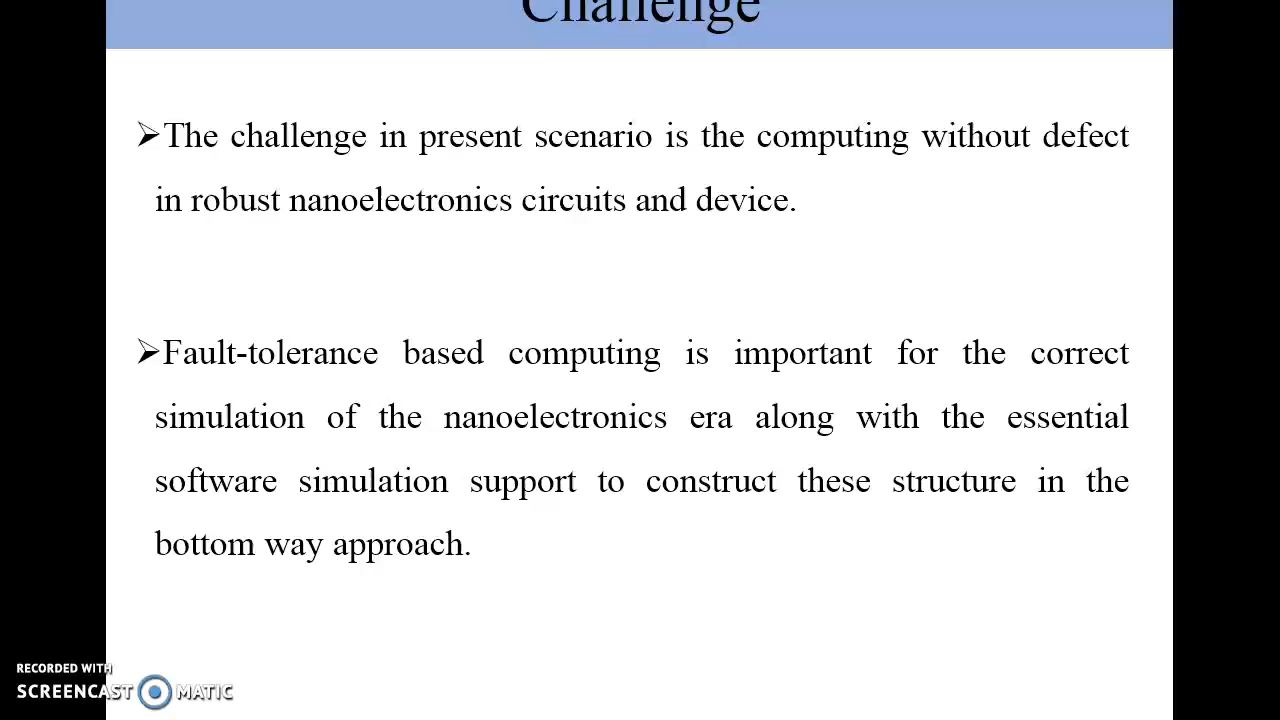 Challenge
➢The challenge in present scenario is the computing without defect
in robust nanoelectronics circuits and device.
➢Fault-tolerance based computing is important for the correct
simulation of the nanoelectronics era along with the essential
software simulation support to construct these structure in the
bottom way approach.
RECORDED WITH
SCREENCAST MATIC